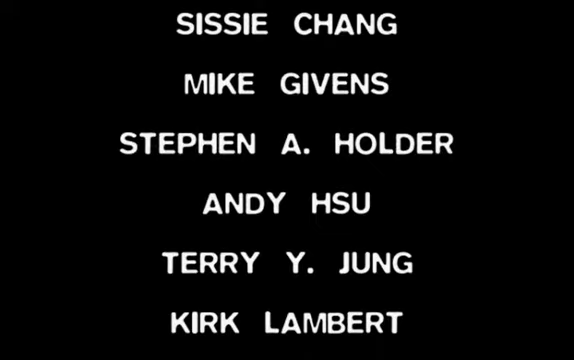 SISSIE CHANG
MIKE GIVENS
STEPHEN A. HOLDER
ANDY HSU
TERRY Y. JUNG
KIRK LAMBERT